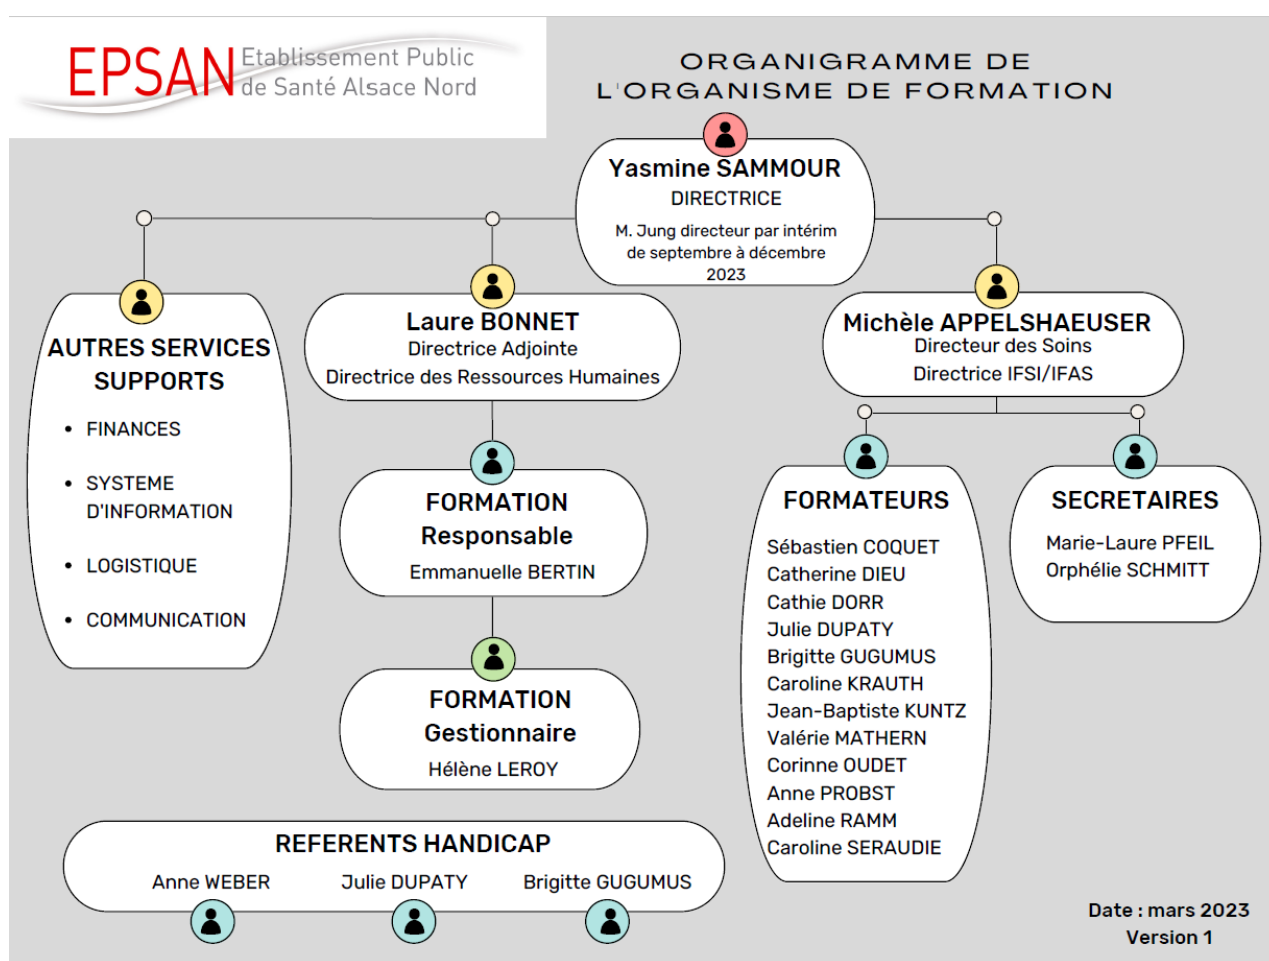 EPSAN Etablissement Public
de Santé Alsace Nord
ORGANIGRAMME DE
L'ORGANISME DE FORMATION
Yasmine SAMMOUR
DIRECTRICE
M. Jung directeur par intérim
de septembre à décembre
2023
AUTRES SERVICES
SUPPORTS
• FINANCES
• SYSTEME
D'INFORMATION
• LOGISTIQUE
• COMMUNICATION
Laure BONNET
Directrice Adjointe
Directrice des Ressources Humaines
FORMATION
Responsable
Emmanuelle BERTIN
FORMATION
Gestionnaire
Hélène LEROY
Michèle APPELSHAEUSER
Directeur des Soins
Directrice IFSI/IFAS
FORMATEURS
Sébastien COQUET
Catherine DIEU
Cathie DORR
Julie DUPATY
Brigitte GUGUMUS
Caroline KRAUTH
Jean-Baptiste KUNTZ
Valérie MATHERN
Corinne OUDET
Anne PROBST
Adeline RAMM
Caroline SERAUDIE
SECRETAIRES
Marie-Laure PFEIL
Orphélie SCHMITT
REFERENTS HANDICAP
Anne WEBER
Julie DUPATY
Brigitte GUGUMUS
Date : mars 2023
Version 1